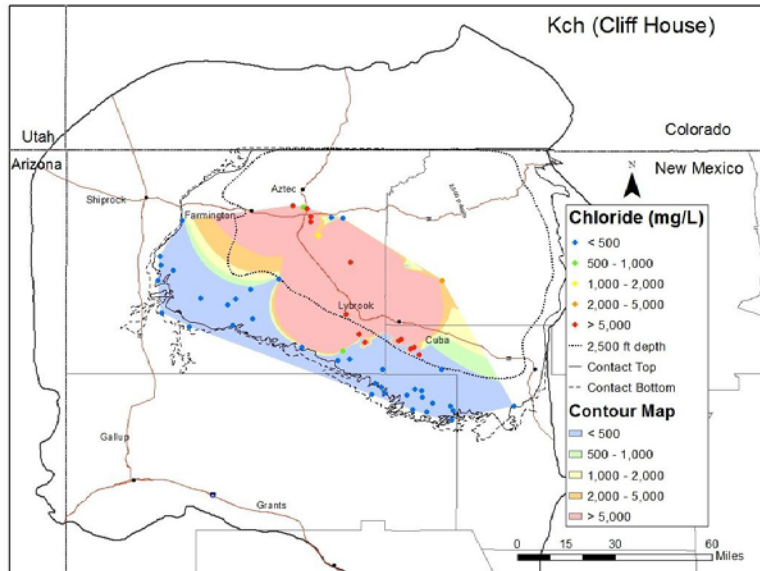 Kch (Cliff House)
Utah
Colorado
Arizona
New Mexico
N
Aztec
Shiprock
Farmington
Lybrook
Cuba
Gallup
Grants
Chloride (mg/L)
< 500
500 - 1,000
1,000 - 2,000
2,000 - 5,000
> 5,000
2,500 ft depth
Contact Top
Contact Bottom
Contour Map
< 500
500 - 1,000
1,000 - 2,000
2,000 - 5,000
> 5,000
0 15 30 60
Miles